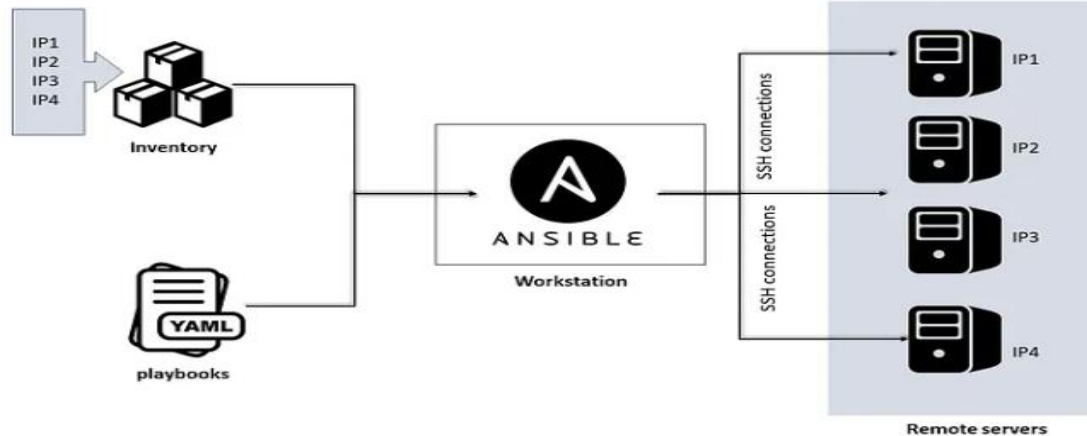 IP1
IP2
IP3
IP4
Inventory
YAML
playbooks
ANSIBLE
Workstation
SSH connections
SSH connections
IP1
IP2
IP3
IP4
Remote servers